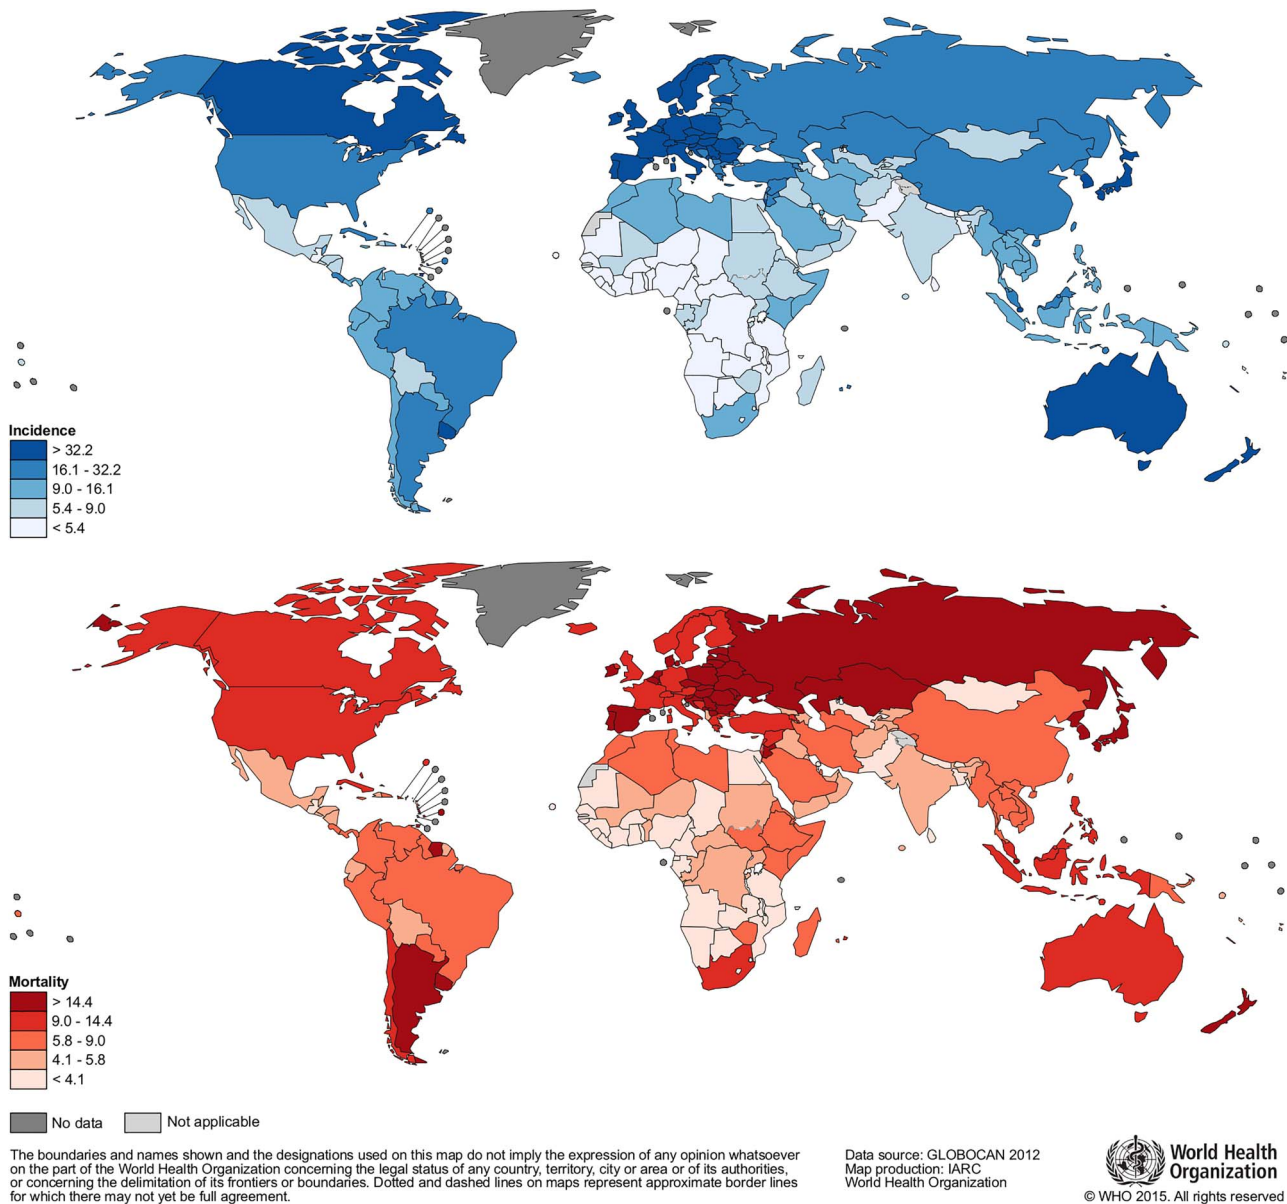 Incidence
> 32.2
16.1 - 32.2
9.0 - 16.1
5.4 - 9.0
< 5.4
Mortality
> 14.4
9.0 - 14.4
5.8 - 9.0
4.1 - 5.8
< 4.1
No data
Not applicable
The boundaries and names shown and the designations used on this map do not imply the expression of any opinion whatsoever
on the part of the World Health Organization concerning the legal status of any country, territory, city or area or of its authorities,
or concerning the delimitation of its frontiers or boundaries. Dotted and dashed lines on maps represent approximate border lines
for which there may not yet be full agreement.
Data source: GLOBOCAN 2012
Map production: IARC
World Health Organization
World Health
Organization
© WHO 2015. All rights reserved